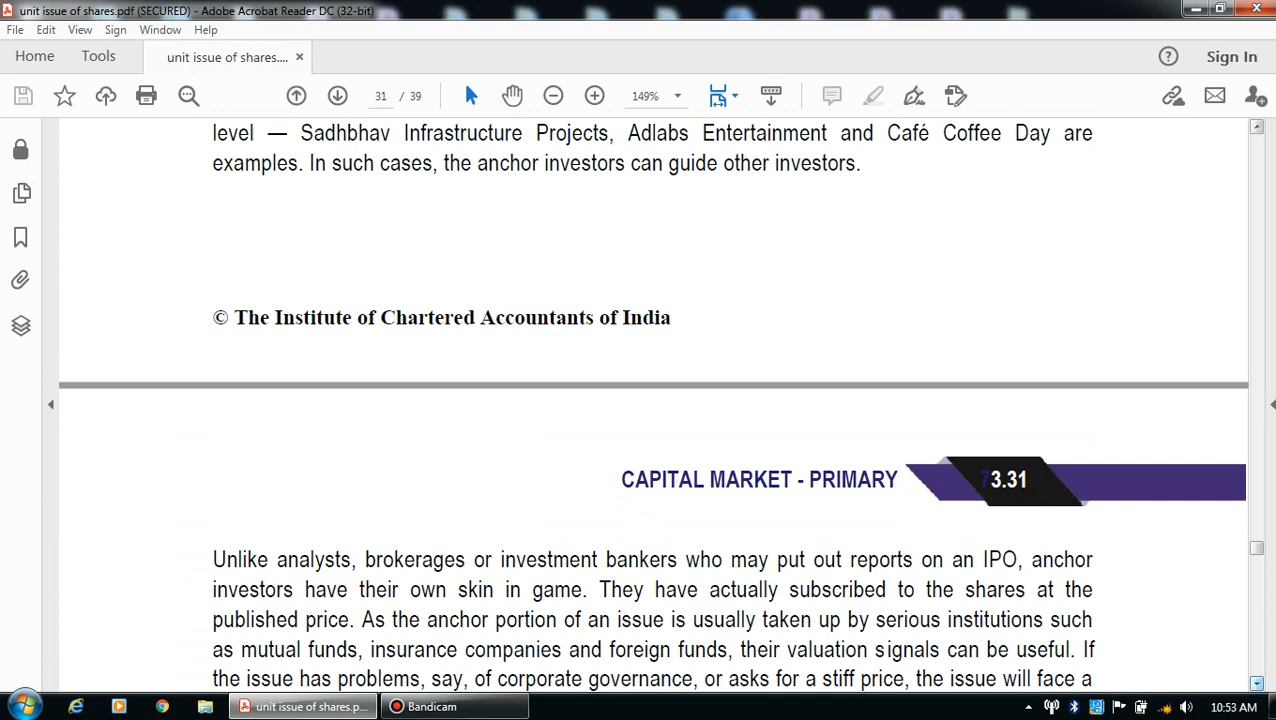 unit issue of shares.pdf (SECURED) - Adobe Acrobat Reader DC (32-bit)
File Edit View Sign Window Help
Home Tools unit issue of shares.... × Sign In
31 / 39 149%
level — Sadhbhav Infrastructure Projects, Adlabs Entertainment and Café Coffee Day are
examples. In such cases, the anchor investors can guide other investors.
© The Institute of Chartered Accountants of India
CAPITAL MARKET - PRIMARY 73.31
Unlike analysts, brokerages or investment bankers who may put out reports on an IPO, anchor
investors have their own skin in game. They have actually subscribed to the shares at the
published price. As the anchor portion of an issue is usually taken up by serious institutions such
as mutual funds, insurance companies and foreign funds, their valuation signals can be useful. If
the issue has problems, say, of corporate governance, or asks for a stiff price, the issue will face a
unit issue of shares.p... Bandicam 10:53 AM